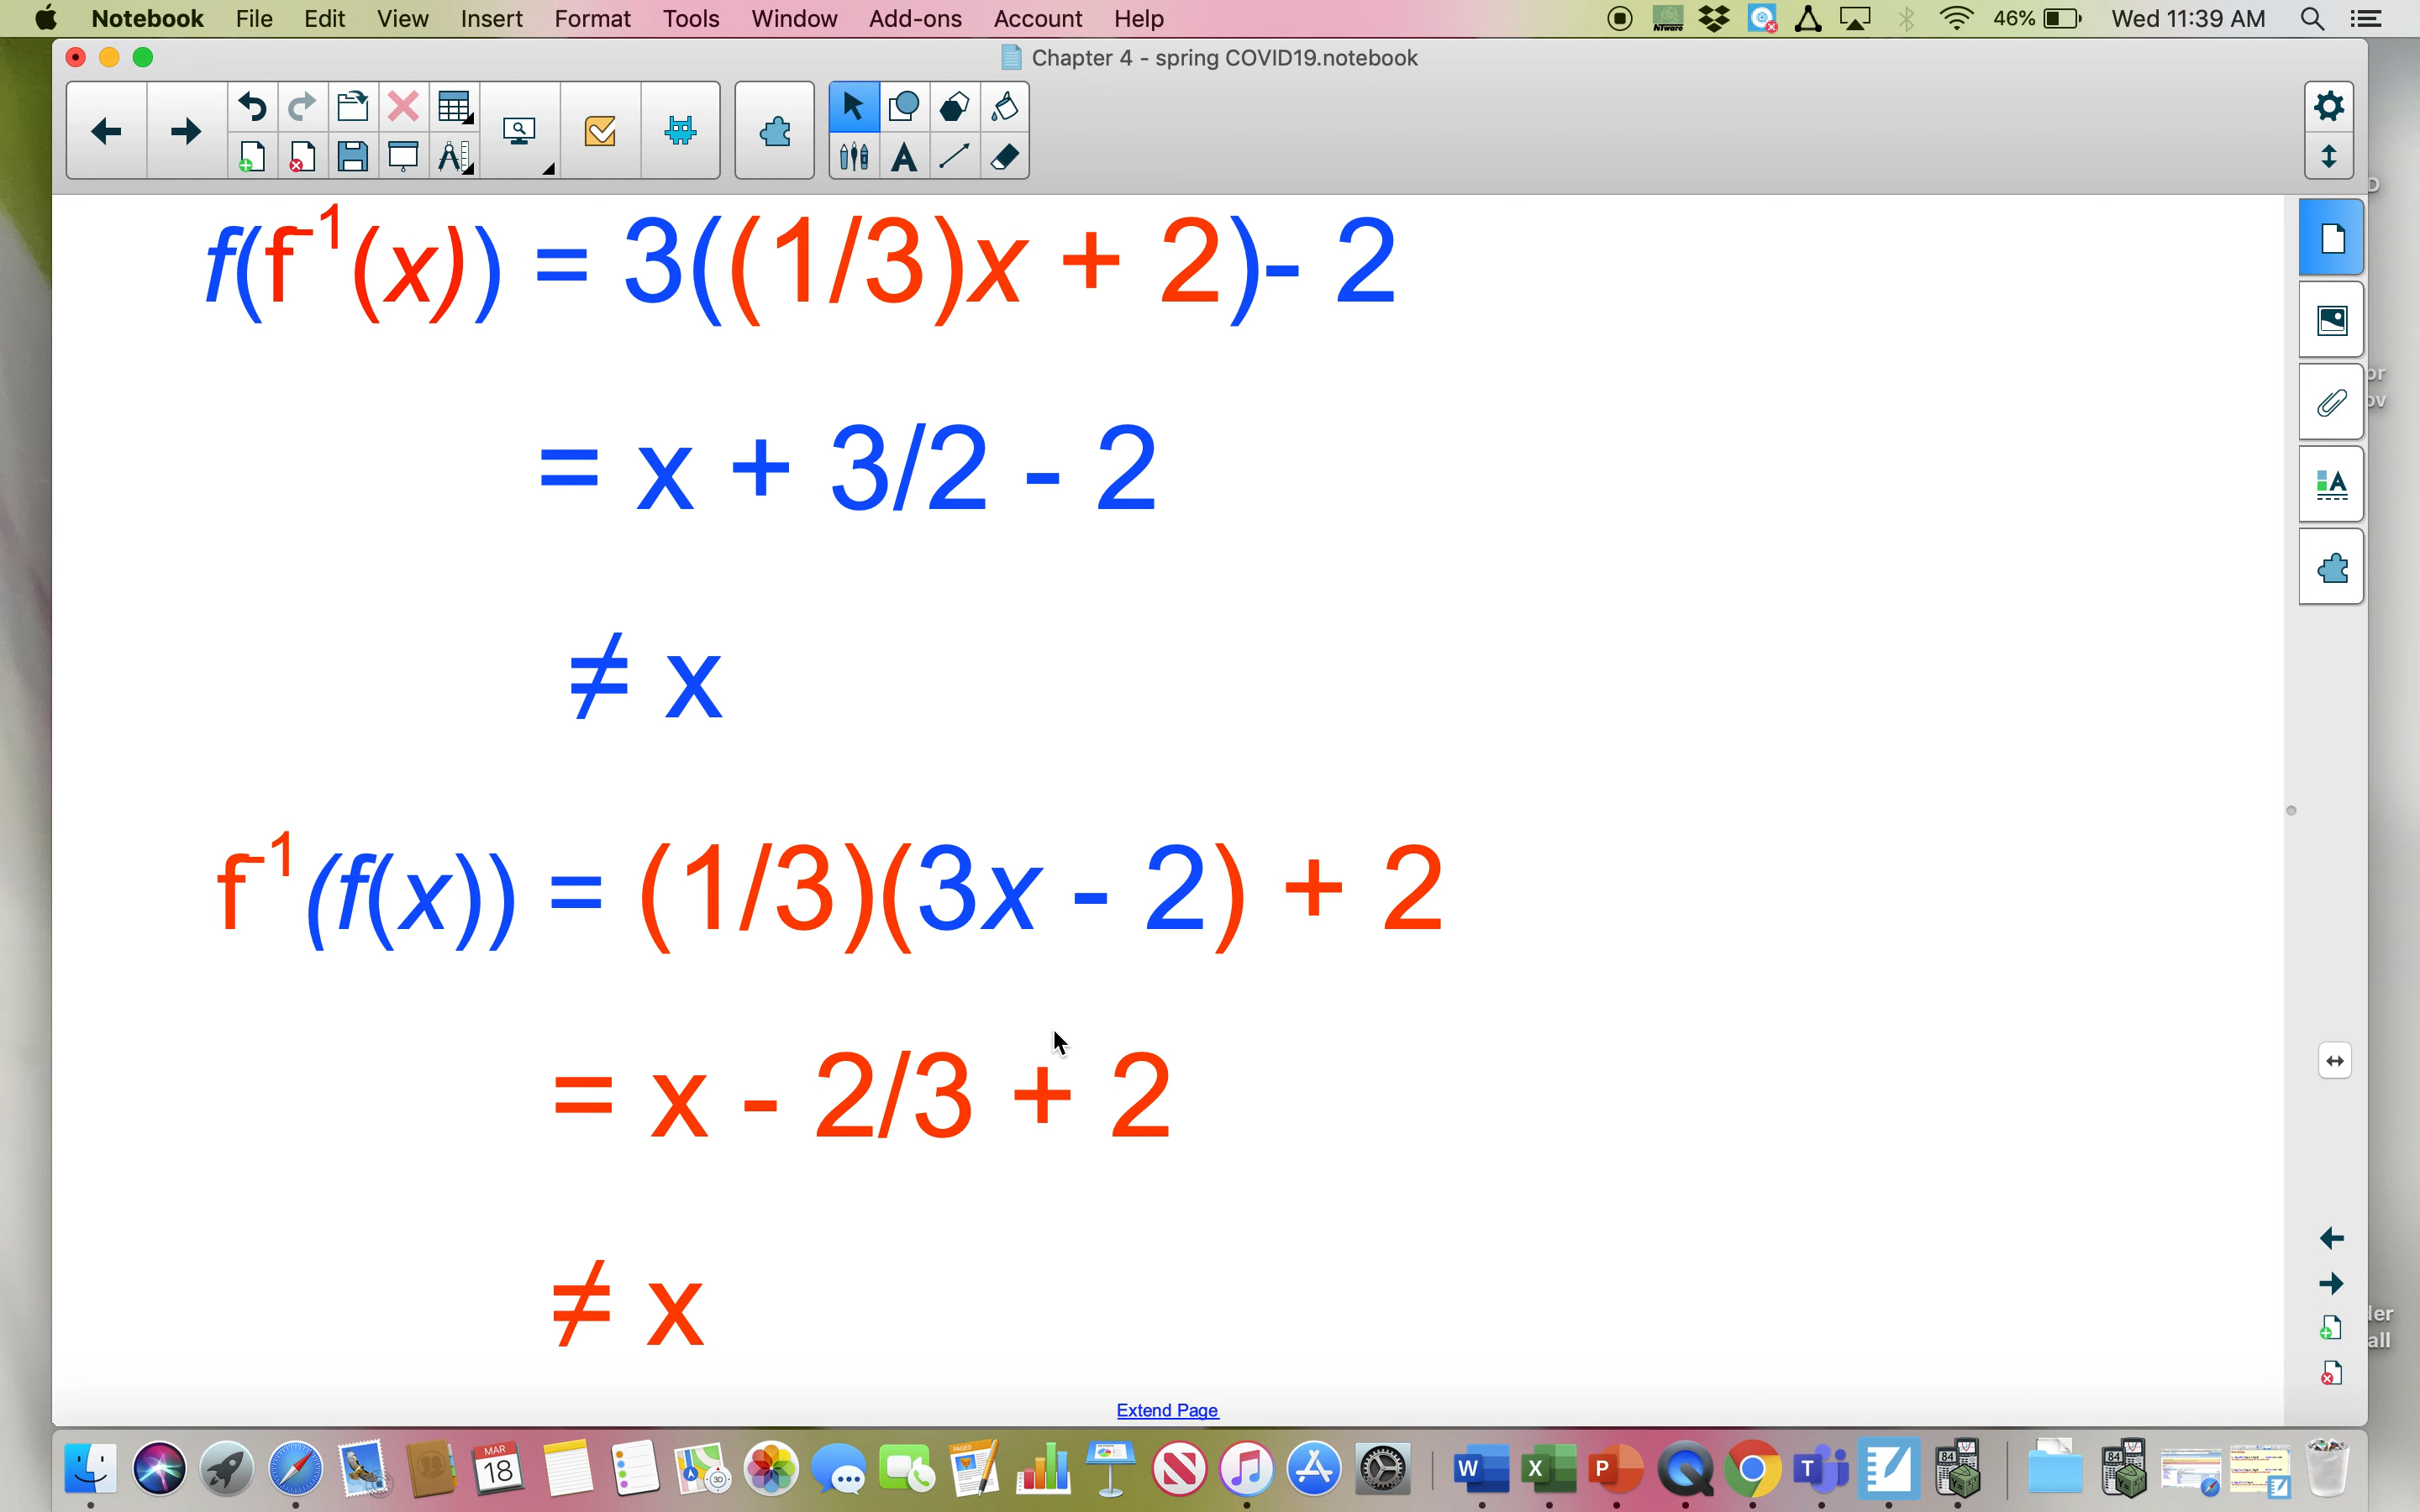 Notebook File Edit View Insert Format Tools Window Add-ons Account Help 46% Wed 11:39 AM
Chapter 4 - spring COVID19.notebook
f(f⁻¹(x)) = 3((1/3)x + 2)- 2
= x + 3/2 - 2
≠ x
f⁻¹(f(x)) = (1/3)(3x - 2) + 2
= x - 2/3 + 2
≠ x
Extend Page
MAR
18